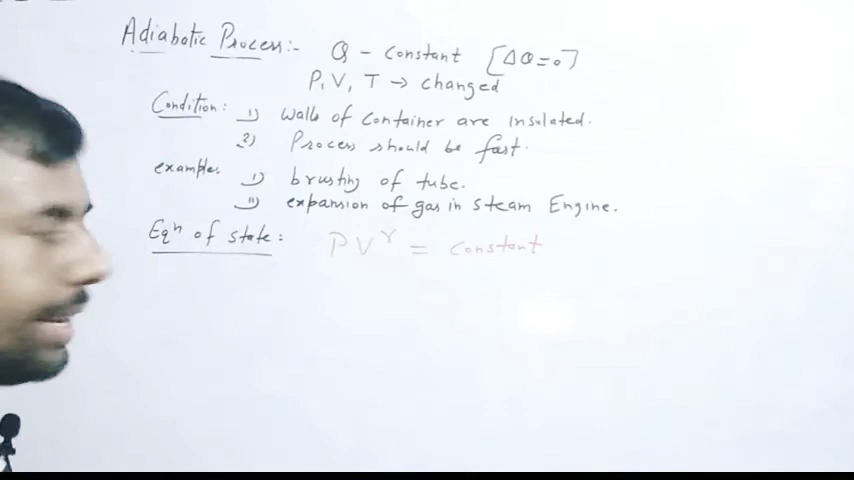 Adiabatic Process:- Q - constant [ΔQ=0]
P, V, T → changed
Condition: 1) Walls of container are insulated.
2) Process should be fast.
example: i) brusting of tube.
ii) expansion of gas in steam Engine.
Eqⁿ of state: PV^γ = constant